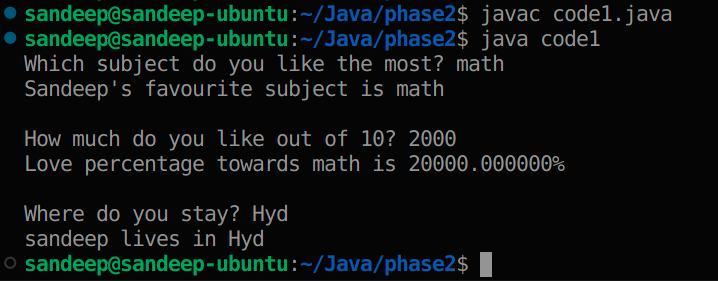 sandeep@sandeep-ubuntu:~/Java/phase2$ javac code1.java
sandeep@sandeep-ubuntu:~/Java/phase2$ java code1
Which subject do you like the most? math
Sandeep's favourite subject is math
How much do you like out of 10? 2000
Love percentage towards math is 20000.000000%
Where do you stay? Hyd
sandeep lives in Hyd
sandeep@sandeep-ubuntu:~/Java/phase2$